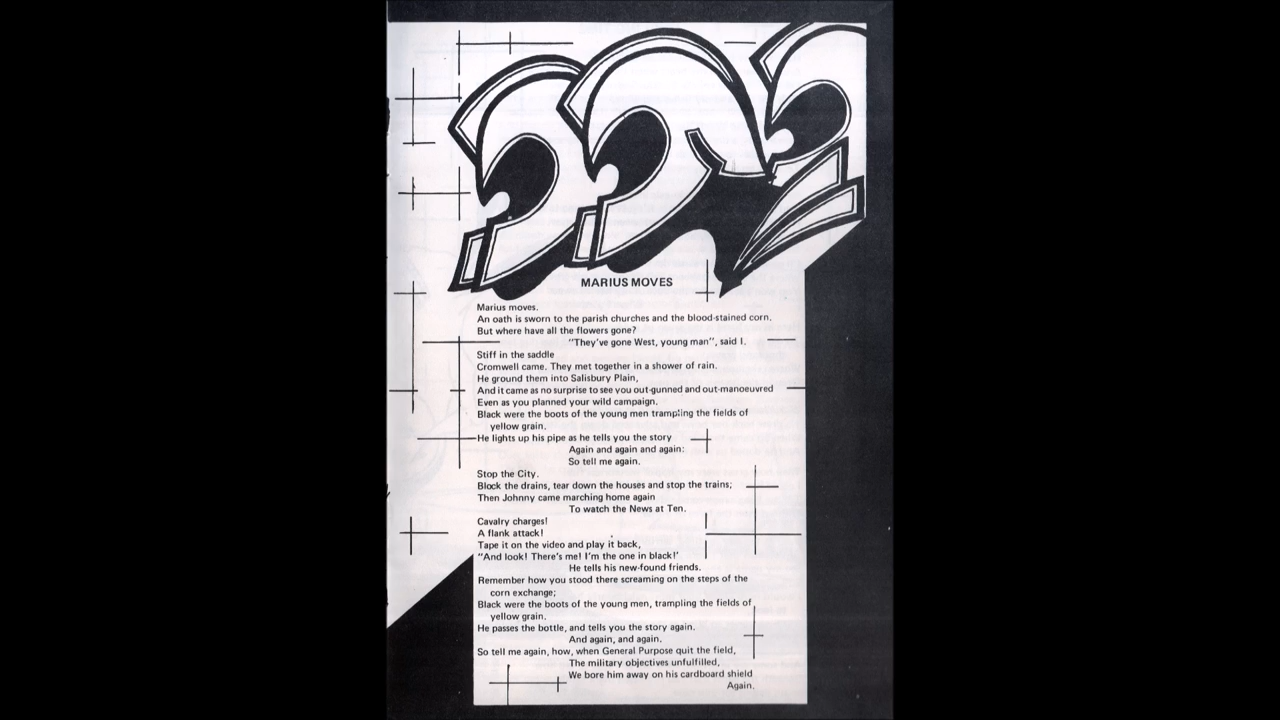 MARIUS MOVES
Marius moves.
An oath is sworn to the parish churches and the blood-stained corn.
But where have all the flowers gone?
"They've gone West, young man", said I.
Stiff in the saddle
Cromwell came. They met together in a shower of rain.
He ground them into Salisbury Plain,
And it came as no surprise to see you out-gunned and out-manoeuvred
Even as you planned your wild campaign.
Black were the boots of the young men trampling the fields of
yellow grain.
He lights up his pipe as he tells you the story
Again and again and again:
So tell me again.
Stop the City.
Block the drains, tear down the houses and stop the trains;
Then Johnny came marching home again
To watch the News at Ten.
Cavalry charges!
A flank attack!
Tape it on the video and play it back,
"And look! There's me! I'm the one in black!'
He tells his new-found friends.
Remember how you stood there screaming on the steps of the
corn exchange;
Black were the boots of the young men, trampling the fields of
yellow grain.
He passes the bottle, and tells you the story again.
And again, and again.
So tell me again, how, when General Purpose quit the field,
The military objectives unfulfilled,
We bore him away on his cardboard shield
Again.